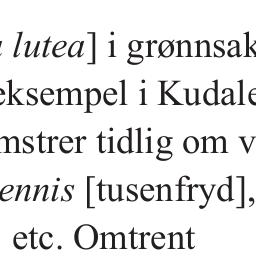 lutea] i grønnsak
eksempel i Kudale
mstrer tidlig om v
ennis [tusenfryd],
etc. Omtrent